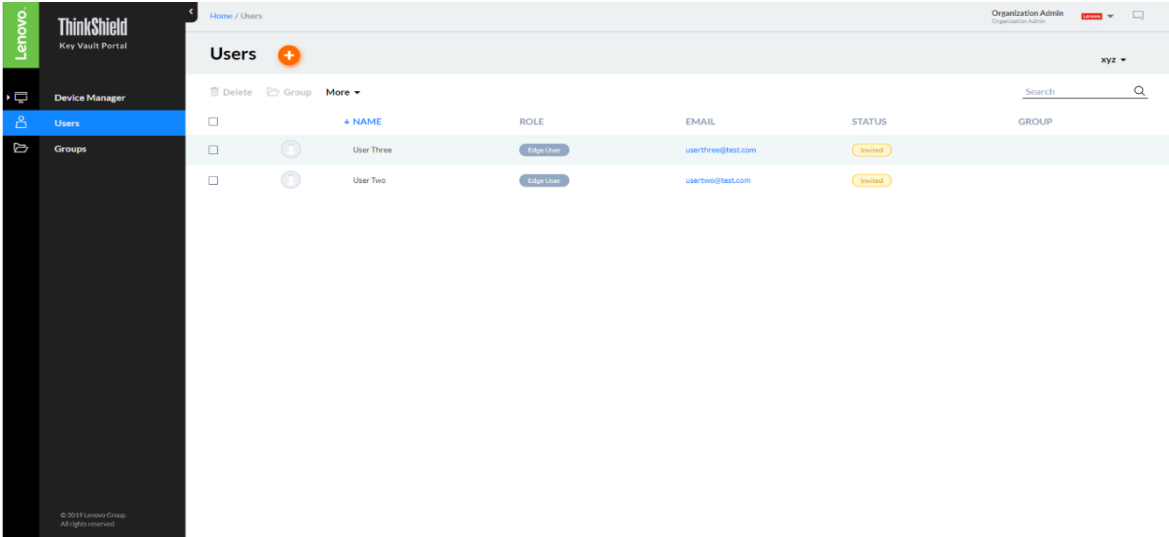 Lenovo.
ThinkShield
Key Vault Portal
Device Manager
Users
Groups
© 2019 Lenovo Group.
All rights reserved
Home / Users
Organization Admin
Organization Admin
Lenovo
Users
xyz
Delete Group More
Search
NAME ROLE EMAIL STATUS GROUP
User Three Edge User userthree@test.com Invited
User Two Edge User usertwo@test.com Invited